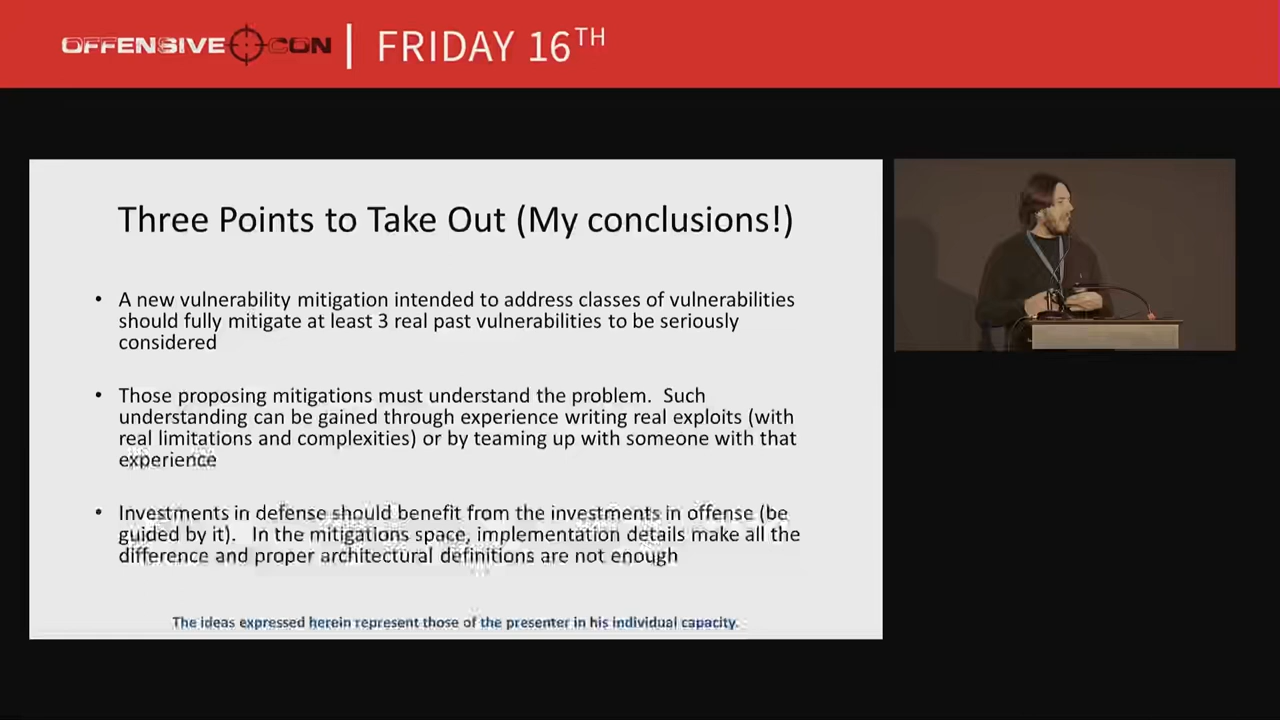 OFFENSIVE CON | FRIDAY 16TH
Three Points to Take Out (My conclusions!)
• A new vulnerability mitigation intended to address classes of vulnerabilities
should fully mitigate at least 3 real past vulnerabilities to be seriously
considered
• Those proposing mitigations must understand the problem. Such
understanding can be gained through experience writing real exploits (with
real limitations and complexities) or by teaming up with someone with that
experience
• Investments in defense should benefit from the investments in offense (be
guided by it). In the mitigations space, implementation details make all the
difference and proper architectural definitions are not enough
The ideas expressed herein represent those of the presenter in his individual capacity.